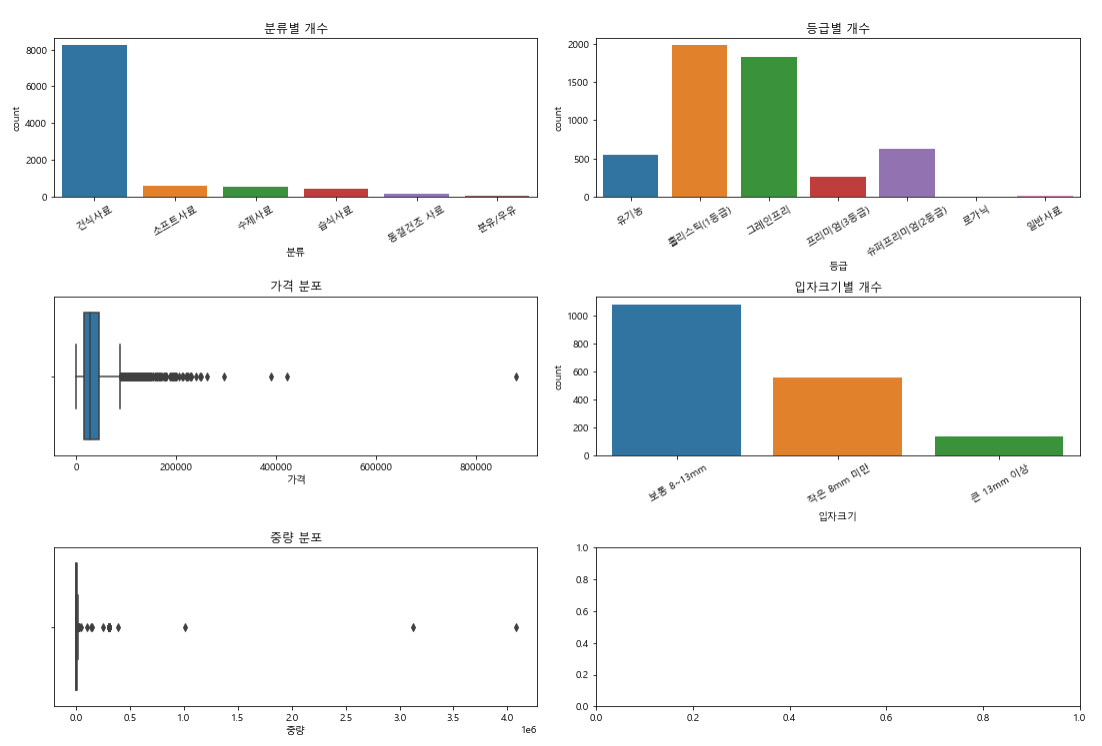 분류별 개수
8000
6000
4000
2000
0
count
건식사료
소프트사료
수제사료
습식사료
동결건조 사료
분유/우유
분류
등급별 개수
2000
1500
1000
500
0
count
유기농
홀리스틱(1등급)
그레인프리
프리미엄(3등급)
슈퍼프리미엄(2등급)
로가닉
일반사료
등급
가격 분포
0
200000
400000
600000
800000
가격
입자크기별 개수
1000
800
600
400
200
0
count
보통 8~13mm
작은 8mm 미만
큰 13mm 이상
입자크기
중량 분포
0.0
0.5
1.0
1.5
2.0
2.5
3.0
3.5
4.0
1e6
중량
1.0
0.8
0.6
0.4
0.2
0.0
0.0
0.2
0.4
0.6
0.8
1.0